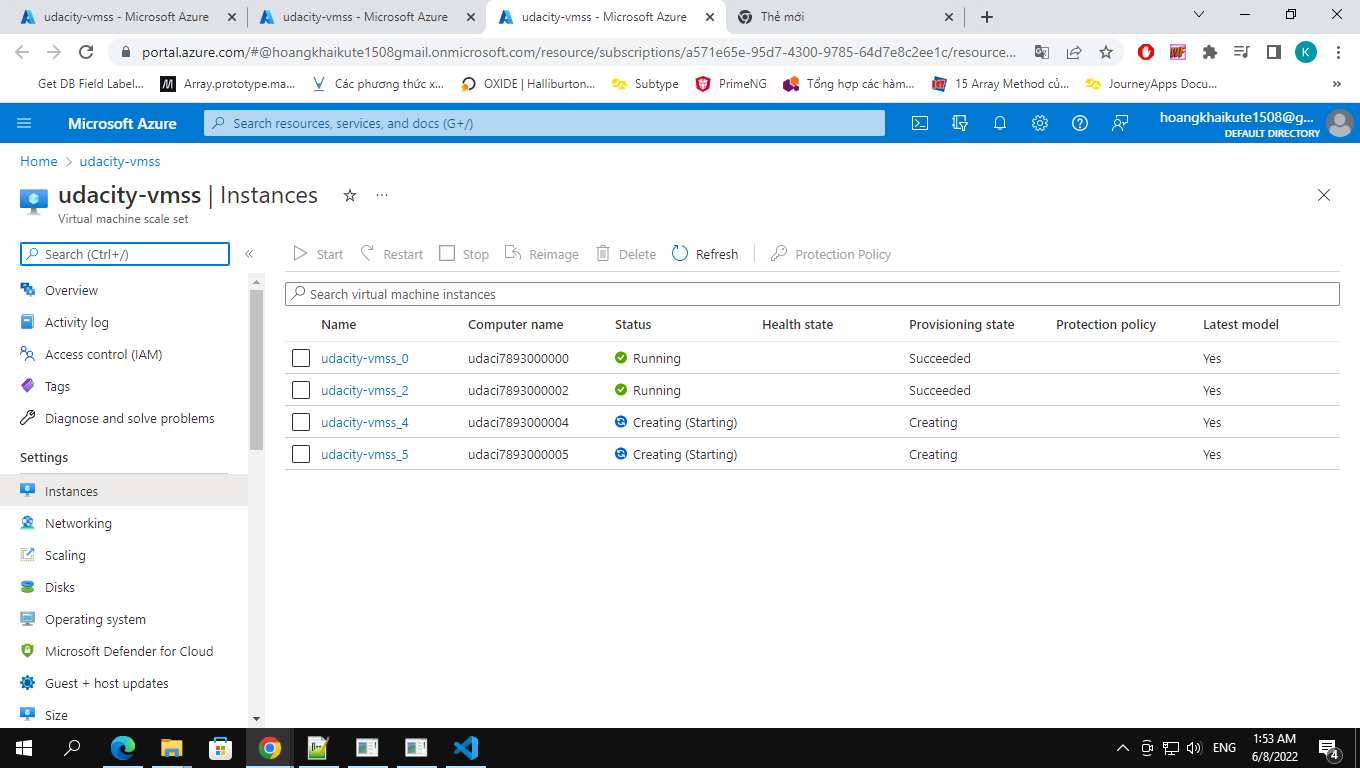 udacity-vmss - Microsoft Azure
udacity-vmss - Microsoft Azure
udacity-vmss - Microsoft Azure
Thẻ mới
portal.azure.com/#@hoangkhaikute1508gmail.onmicrosoft.com/resource/subscriptions/a571e65e-95d7-4300-9785-64d7e8c2ee1c/resource...
K
Get DB Field Label...
Array.prototype.ma...
Các phương thức x...
OXIDE | Halliburton...
Subtype
PrimeNG
Tổng hợp các hàm...
15 Array Method củ...
JourneyApps Docu...
»
Microsoft Azure
Search resources, services, and docs (G+/)
hoangkhaikute1508@g...
DEFAULT DIRECTORY
Home > udacity-vmss
udacity-vmss | Instances
...
Virtual machine scale set
Search (Ctrl+/)
«
Start
Restart
Stop
Reimage
Delete
Refresh
Protection Policy
Overview
Activity log
Access control (IAM)
Tags
Diagnose and solve problems
Settings
Instances
Networking
Scaling
Disks
Operating system
Microsoft Defender for Cloud
Guest + host updates
Size
Search virtual machine instances
Name Computer name Status Health state Provisioning state Protection policy Latest model
udacity-vmss_0 udaci7893000000 Running Succeeded Yes
udacity-vmss_2 udaci7893000002 Running Succeeded Yes
udacity-vmss_4 udaci7893000004 Creating (Starting) Creating Yes
udacity-vmss_5 udaci7893000005 Creating (Starting) Creating Yes
ENG
1:53 AM
6/8/2022
4